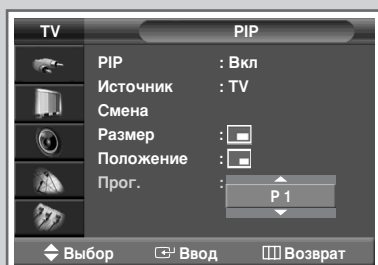 TV PIP
PIP : Вкл
Источник : TV
Смена
Размер :
Положение :
Прог. :
P 1
Выбор Ввод Возврат